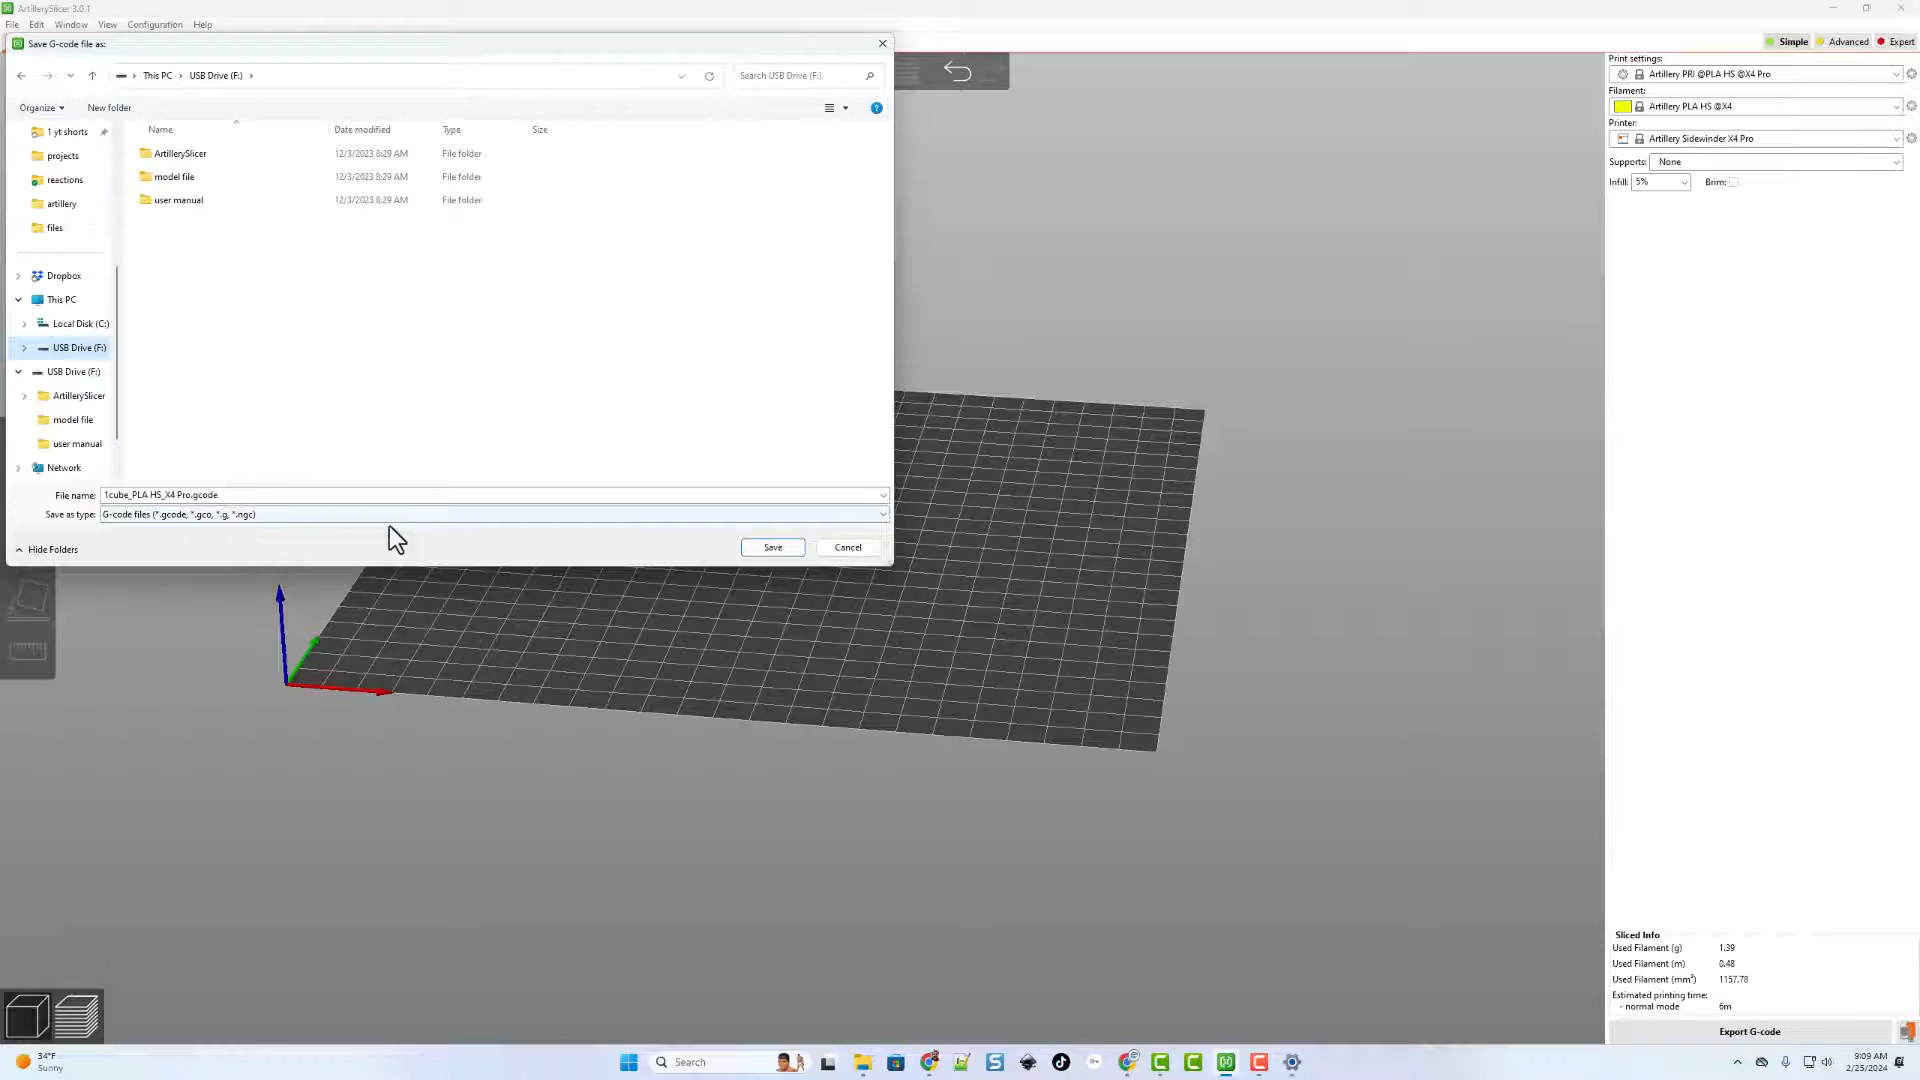 ArtillerySlicer 3.0.1
File Edit Window View Configuration Help
Save G-code file as:
Simple Advanced Expert
This PC > USB Drive (F:) >
Search USB Drive (F:)
Organize New folder
Name Date modified Type Size
ArtillerySlicer 12/3/2023 8:29 AM File folder
model file 12/3/2023 8:29 AM File folder
user manual 12/3/2023 8:29 AM File folder
1 yt shorts
projects
reactions
artillery
files
Dropbox
This PC
Local Disk (C:)
USB Drive (F:)
USB Drive (F:)
ArtillerySlicer
model file
user manual
Network
File name: 1cube_PLA HS_X4 Pro.gcode
Save as type: G-code files (*.gcode, *.gco, *.g, *.ngc)
Hide Folders
Save Cancel
Print settings:
Artillery PRI @PLA HS @X4 Pro
Filament:
Artillery PLA HS @X4
Printer:
Artillery Sidewinder X4 Pro
Supports: None
Infill: 5% Brim:
Sliced Info
Used Filament (g) 1.39
Used Filament (m) 0.48
Used Filament (mm³) 1157.78
Estimated printing time:
- normal mode 6m
Export G-code
34°F
Sunny
Search
9:09 AM
2/25/2024